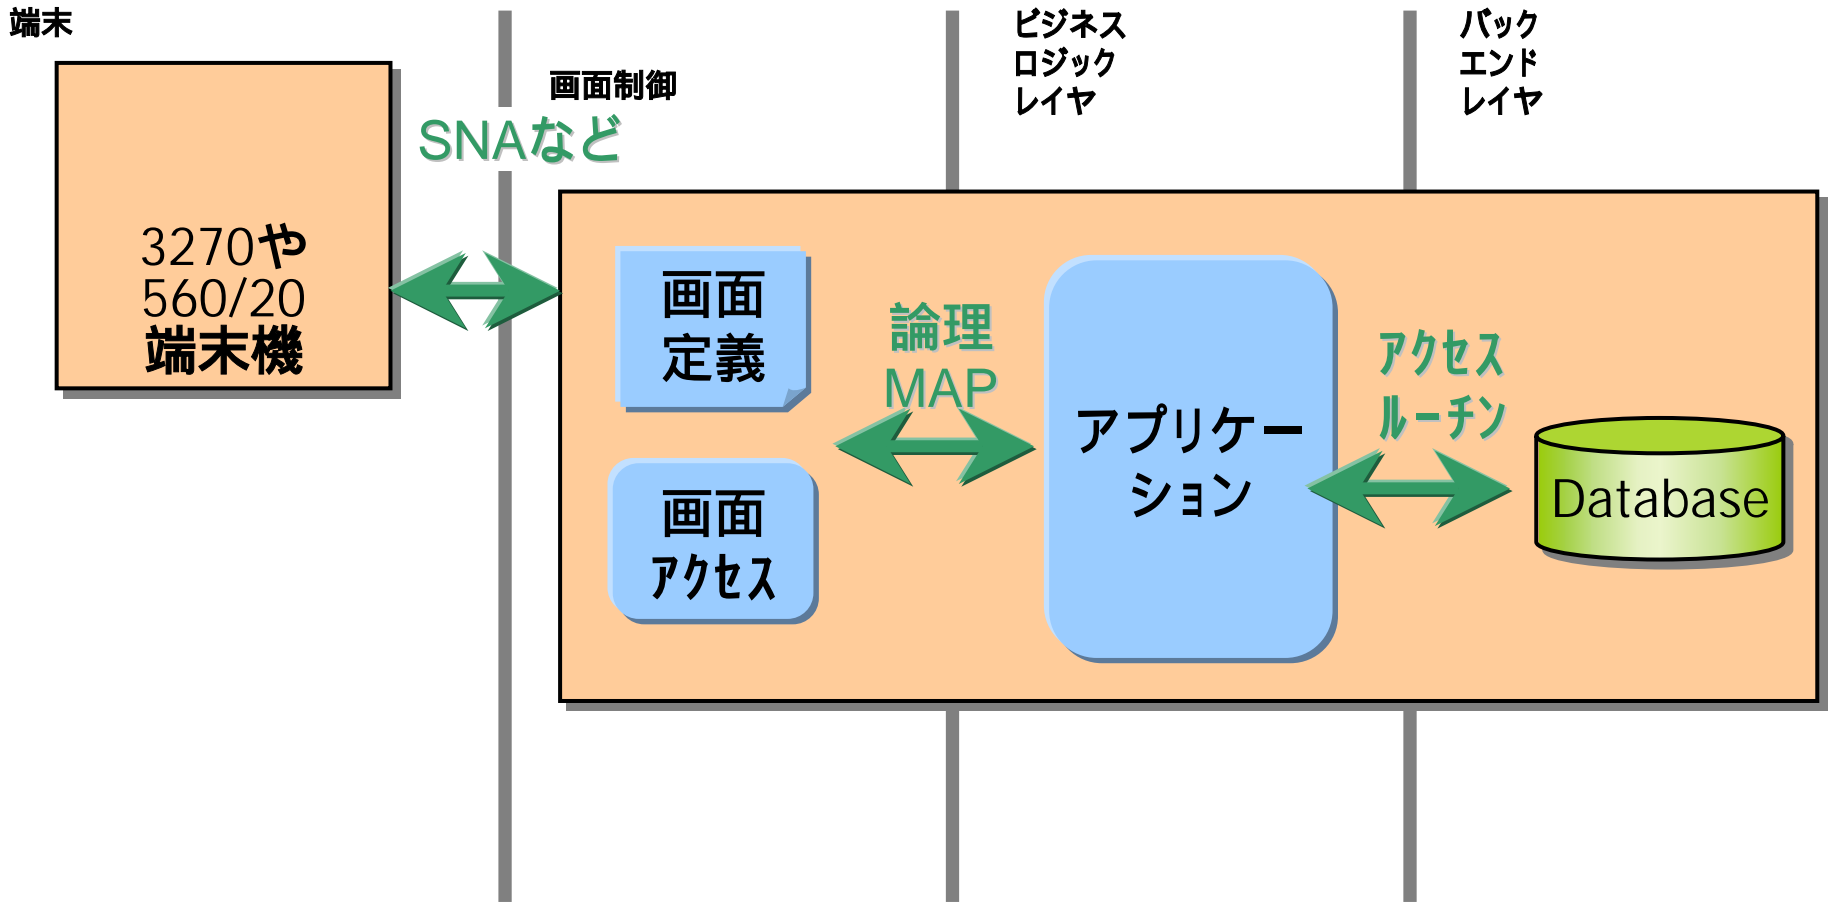 端末
画面制御
ビジネス
ロジック
レイヤ
バック
エンド
レイヤ
SNAなど
3270や
560/20
端末機
画面
定義
画面
アクセス
論理
MAP
アプリケー
ション
アクセス
ルーチン
Database